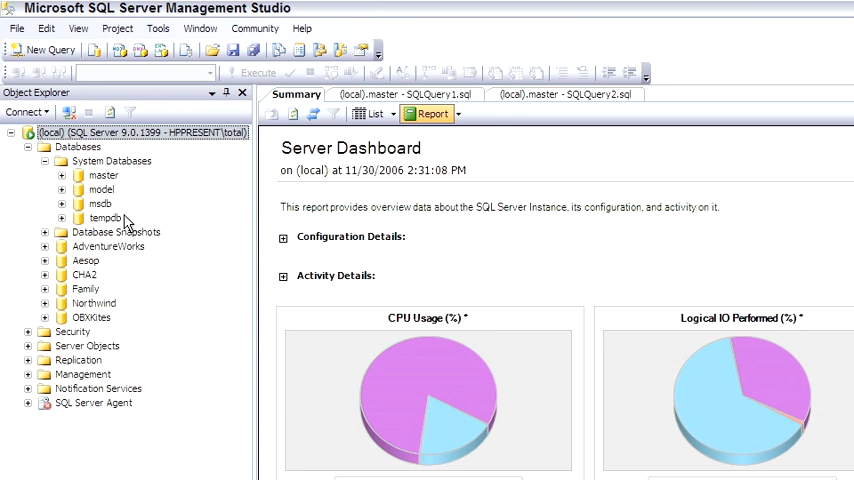 Microsoft SQL Server Management Studio
File Edit View Project Tools Window Community Help
New Query
Execute
Object Explorer
Connect
(local) (SQL Server 9.0.1399 - HPPRESENT\total)
Databases
System Databases
master
model
msdb
tempdb
Database Snapshots
AdventureWorks
Aesop
CHA2
Family
Northwind
OBXKites
Security
Server Objects
Replication
Management
Notification Services
SQL Server Agent
Summary (local).master - SQLQuery1.sql (local).master - SQLQuery2.sql
List Report
Server Dashboard
on (local) at 11/30/2006 2:31:08 PM
This report provides overview data about the SQL Server Instance, its configuration, and activity on it.
Configuration Details:
Activity Details:
CPU Usage (%) *
Logical IO Performed (%) *